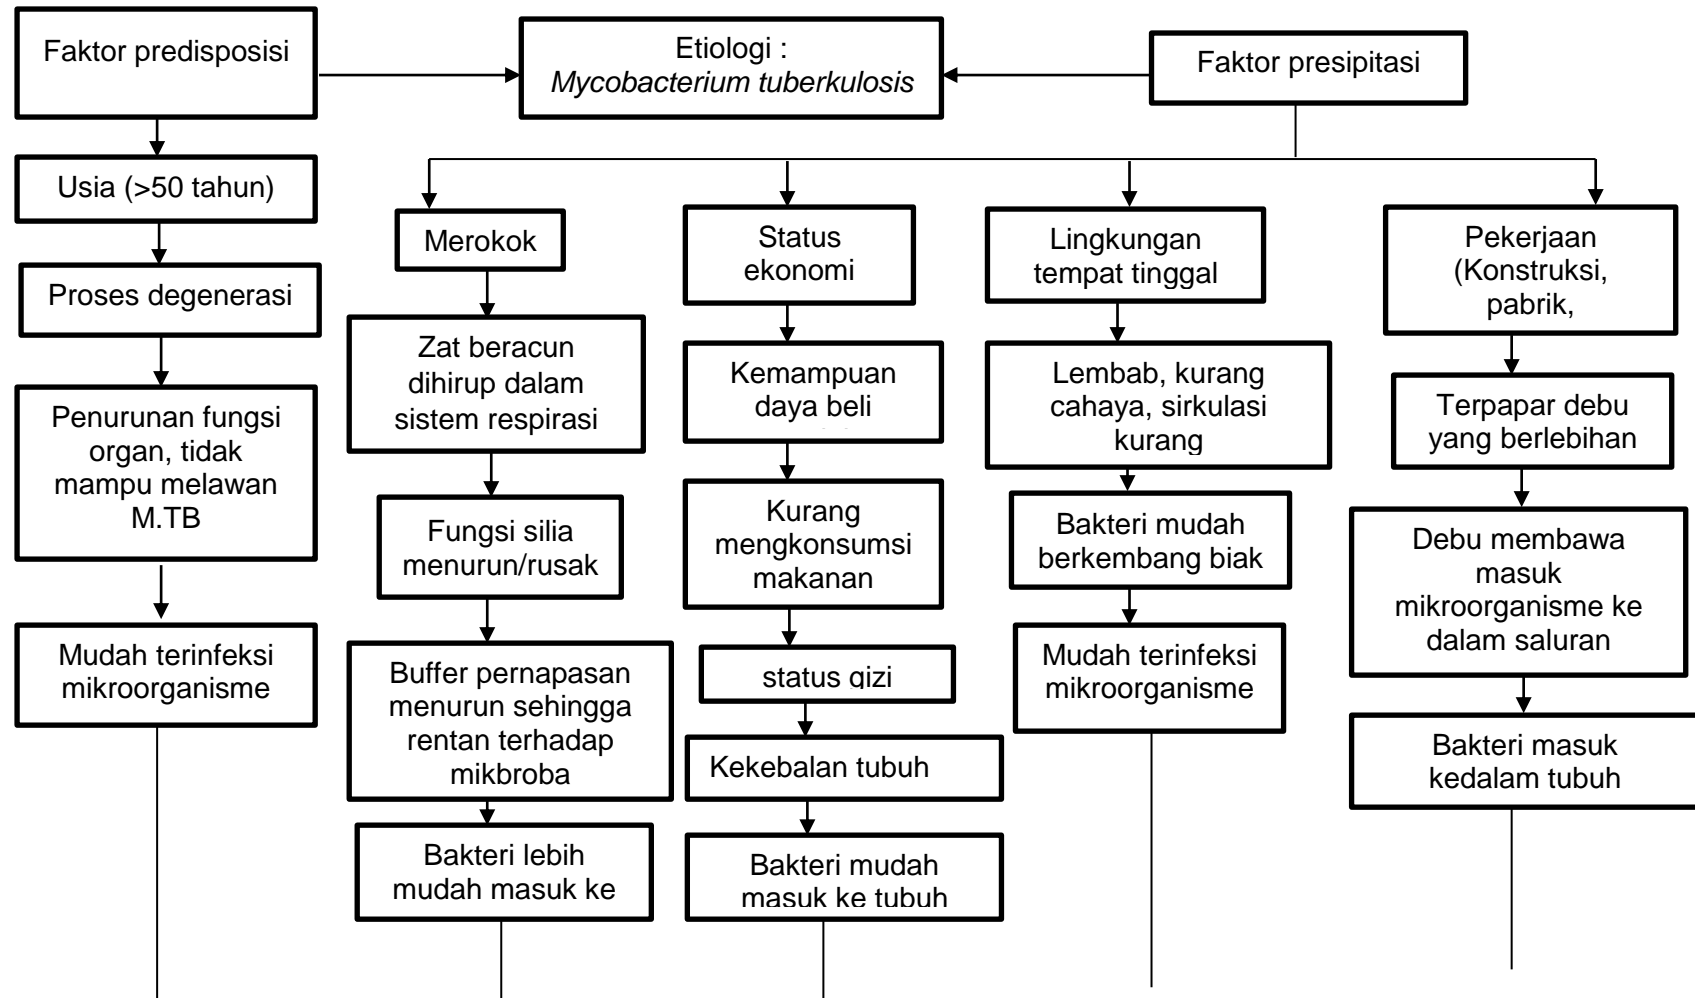 Faktor predisposisi
Etiologi :
Mycobacterium tuberkulosis
Faktor presipitasi
Usia (>50 tahun)
Proses degenerasi
Penurunan fungsi
organ, tidak
mampu melawan
M.TB
Mudah terinfeksi
mikroorganisme
Merokok
Zat beracun
dihirup dalam
sistem respirasi
Fungsi silia
menurun/rusak
Buffer pernapasan
menurun sehingga
rentan terhadap
mikbroba
Bakteri lebih
mudah masuk ke
Status
ekonomi
Kemampuan
daya beli
Kurang
mengkonsumsi
makanan
status gizi
Kekebalan tubuh
Bakteri mudah
masuk ke tubuh
Lingkungan
tempat tinggal
Lembab, kurang
cahaya, sirkulasi
kurang
Bakteri mudah
berkembang biak
Mudah terinfeksi
mikroorganisme
Pekerjaan
(Konstruksi,
pabrik,
Terpapar debu
yang berlebihan
Debu membawa
masuk
mikroorganisme ke
dalam saluran
Bakteri masuk
kedalam tubuh